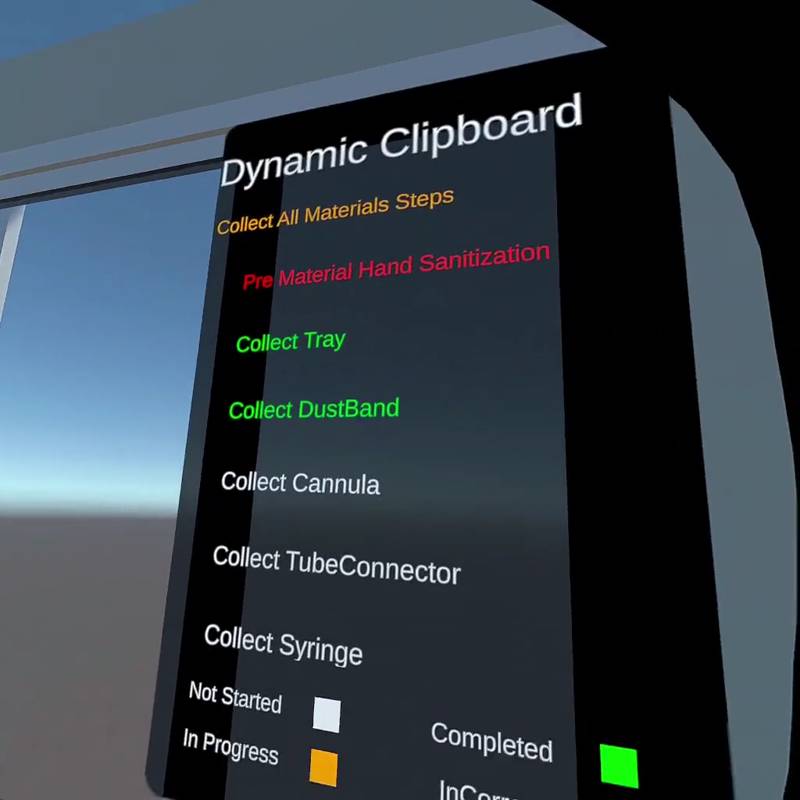 Dynamic Clipboard
Collect All Materials Steps
Pre Material Hand Sanitization
Collect Tray
Collect DustBand
Collect Cannula
Collect TubeConnector
Collect Syringe
Not Started
Completed
In Progress